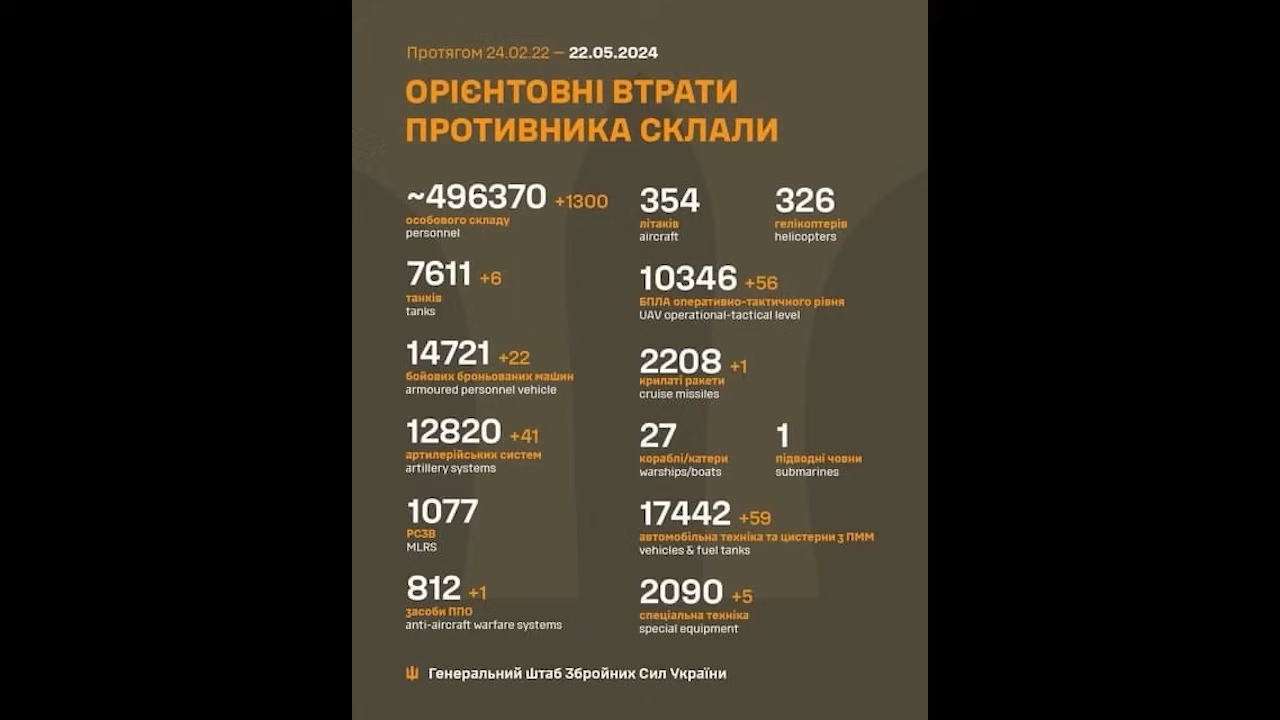 Протягом 24.02.22 – 22.05.2024
ОРІЄНТОВНІ ВТРАТИ
ПРОТИВНИКА СКЛАЛИ
~496370 +1300
особового складу
personnel
354
літаків
aircraft
326
гелікоптерів
helicopters
7611 +6
танків
tanks
10346 +56
БПЛА оперативно-тактичного рівня
UAV operational-tactical level
14721 +22
бойових броньованих машин
armoured personnel vehicle
2208 +1
крилаті ракети
cruise missiles
12820 +41
артилерійських систем
artillery systems
27
кораблі/катери
warships/boats
1
підводні човни
submarines
1077
РСЗВ
MLRS
17442 +59
автомобільна техніка та цистерни з ПММ
vehicles & fuel tanks
812 +1
засоби ППО
anti-aircraft warfare systems
2090 +5
спеціальна техніка
special equipment
Генеральний штаб Збройних Сил України